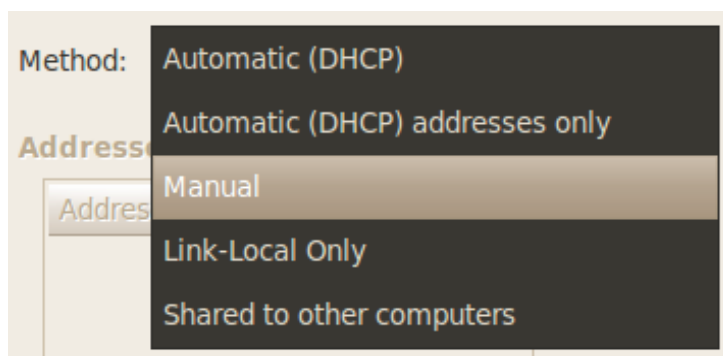 Method:
Automatic (DHCP)
Automatic (DHCP) addresses only
Manual
Link-Local Only
Shared to other computers